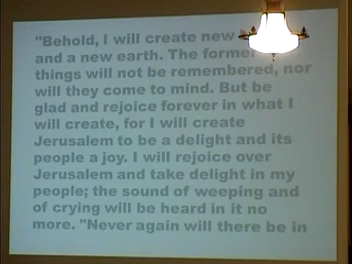 "Behold, I will create new
and a new earth. The former
things will not be remembered, nor
will they come to mind. But be
glad and rejoice forever in what I
will create, for I will create
Jerusalem to be a delight and its
people a joy. I will rejoice over
Jerusalem and take delight in my
people; the sound of weeping and
of crying will be heard in it no
more. "Never again will there be in